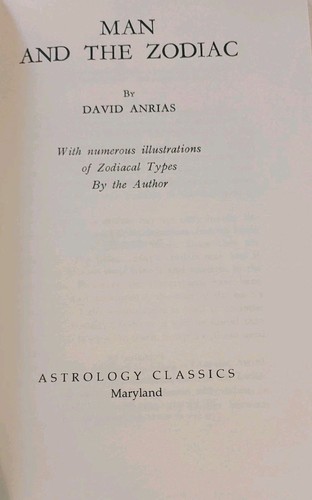 MAN
AND THE ZODIAC
By
DAVID ANRIAS
With numerous illustrations
of Zodiacal Types
By the Author
ASTROLOGY CLASSICS
Maryland